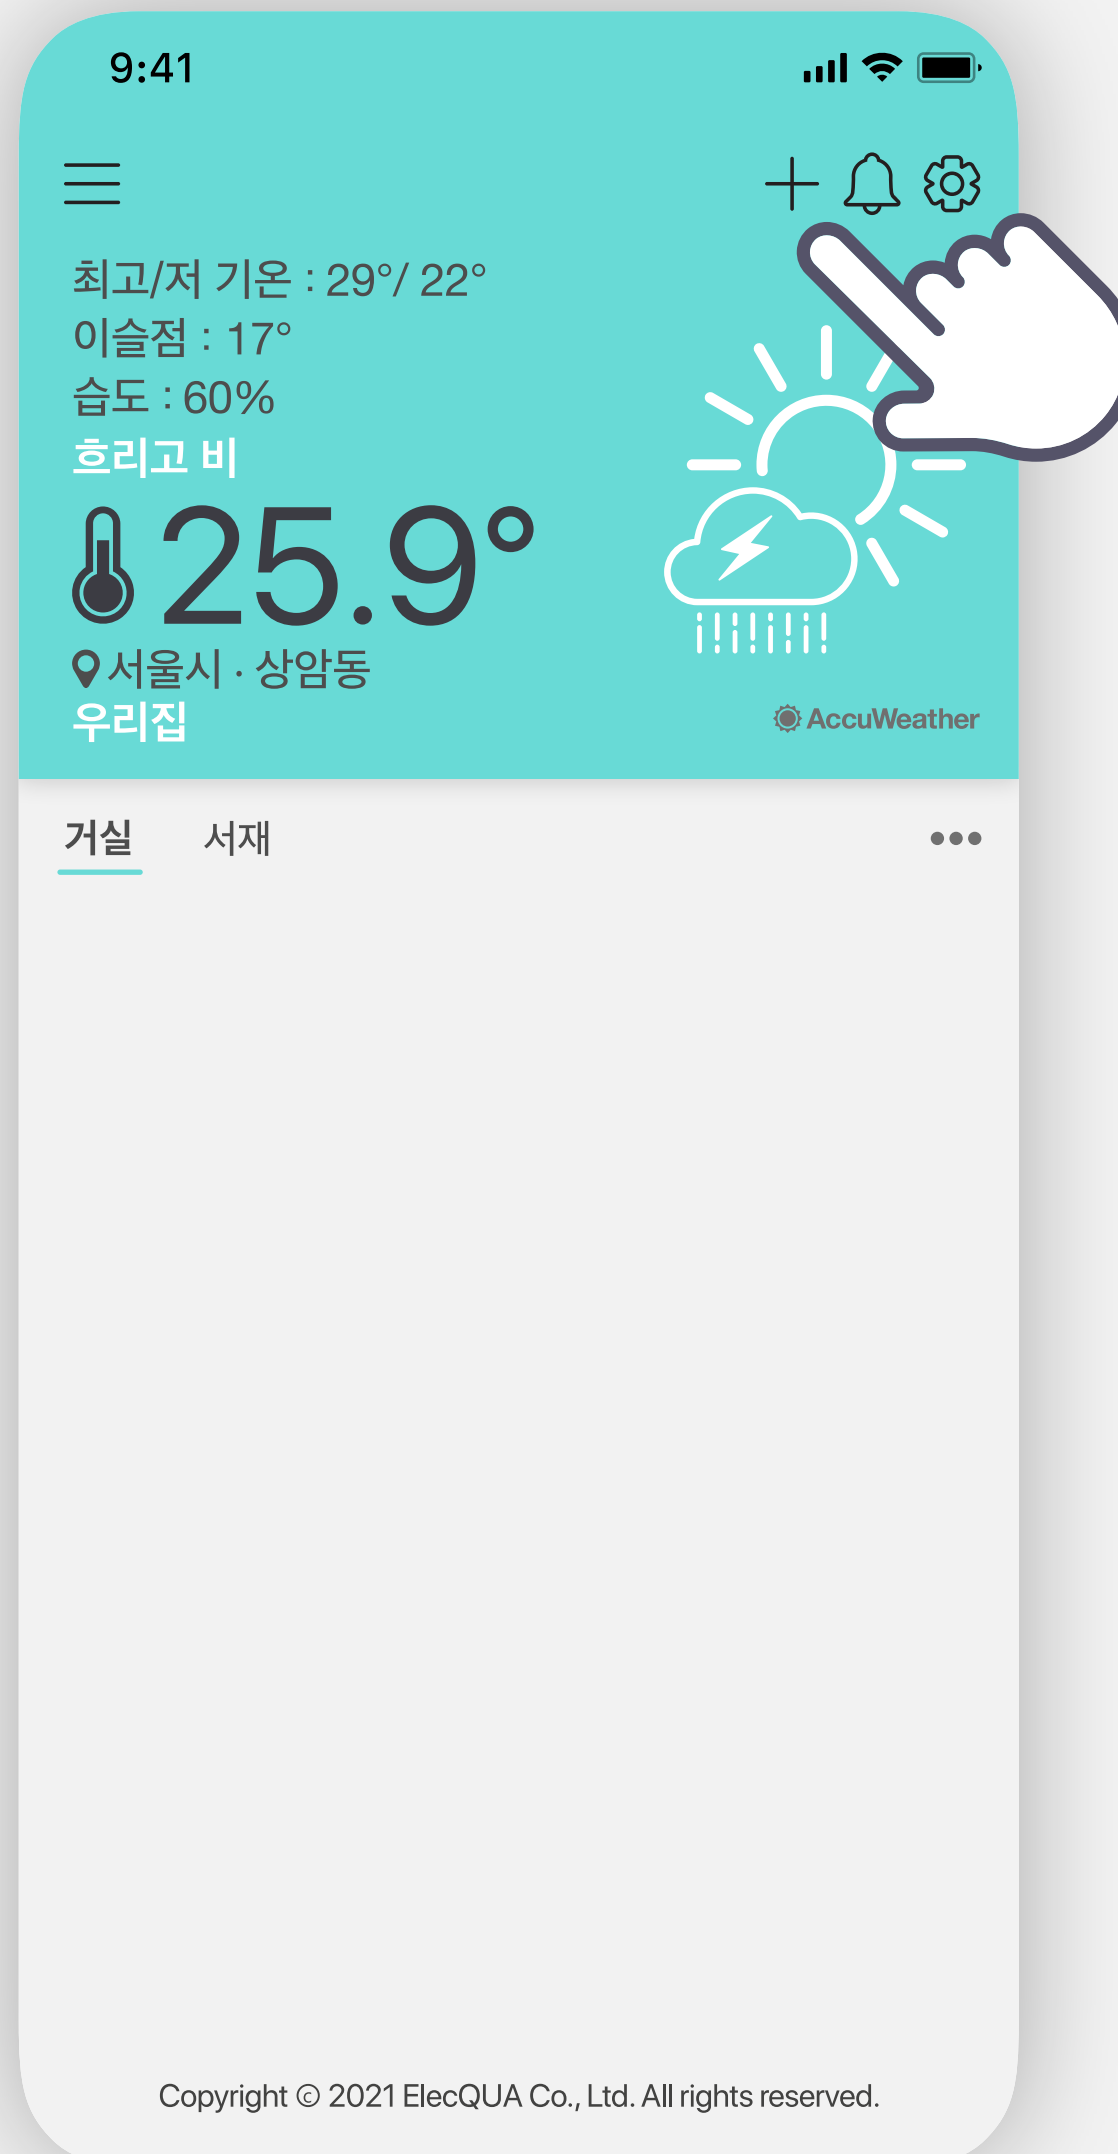 9:41
최고/저 기온 : 29°/ 22°
이슬점 : 17°
습도 : 60%
흐리고 비
25.9°
서울시 · 상암동
우리집
AccuWeather
거실 서재
Copyright © 2021 ElecQUA Co., Ltd. All rights reserved.